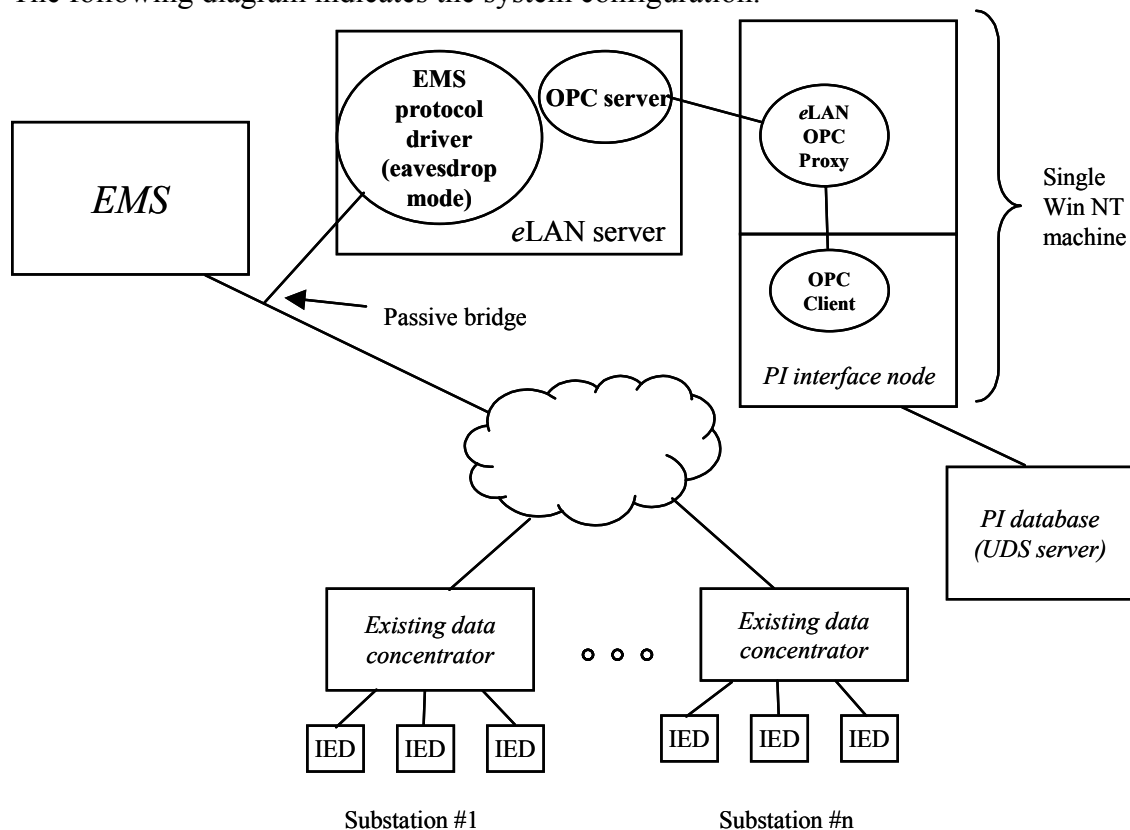 The following diagram indicates the system configuration.
EMS
EMS
protocol
driver
(eavesdrop
mode)
OPC server
eLAN server
eLAN
OPC
Proxy
OPC
Client
PI interface node
Single
Win NT
machine
Passive bridge
PI database
(UDS server)
Existing data
concentrator
Existing data
concentrator
IED
IED
IED
IED
IED
IED
Substation #1
Substation #n